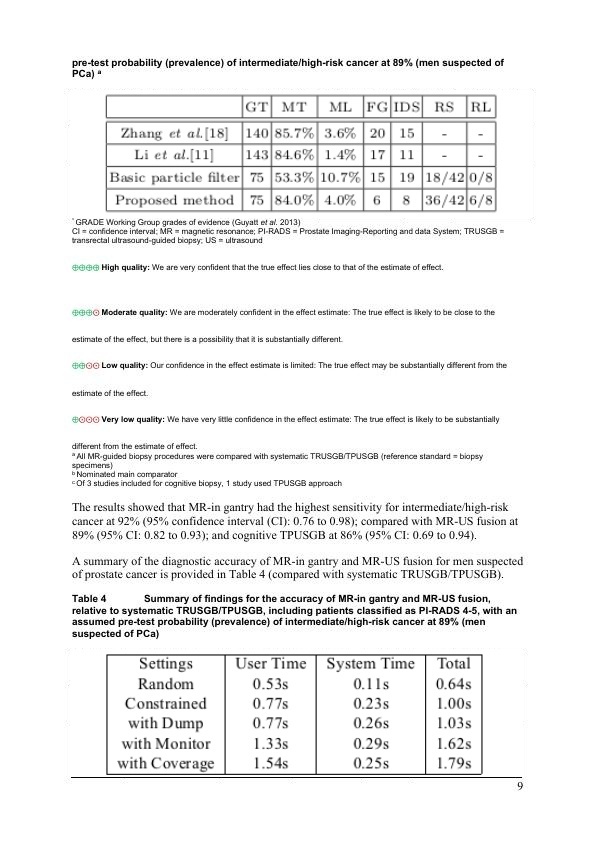 pre-test probability (prevalence) of intermediate/high-risk cancer at 89% (men suspected of
PCa) a
GT MT ML FG IDS RS RL
Zhang et al.[18] 140 85.7% 3.6% 20 15 - -
Li et al.[11] 143 84.6% 1.4% 17 11 - -
Basic particle filter 75 53.3% 10.7% 15 19 18/42 0/8
Proposed method 75 84.0% 4.0% 6 8 36/42 6/8
* GRADE Working Group grades of evidence (Guyatt et al. 2013)
CI = confidence interval; MR = magnetic resonance; PI-RADS = Prostate Imaging-Reporting and data System; TRUSGB =
transrectal ultrasound-guided biopsy; US = ultrasound
⊕⊕⊕⊕ High quality: We are very confident that the true effect lies close to that of the estimate of effect.
⊕⊕⊕⊙ Moderate quality: We are moderately confident in the effect estimate: The true effect is likely to be close to the
estimate of the effect, but there is a possibility that it is substantially different.
⊕⊕⊙⊙ Low quality: Our confidence in the effect estimate is limited: The true effect may be substantially different from the
estimate of the effect.
⊕⊙⊙⊙ Very low quality: We have very little confidence in the effect estimate: The true effect is likely to be substantially
different from the estimate of effect.
a All MR-guided biopsy procedures were compared with systematic TRUSGB/TPUSGB (reference standard = biopsy
specimens)
b Nominated main comparator
c Of 3 studies included for cognitive biopsy, 1 study used TPUSGB approach
The results showed that MR-in gantry had the highest sensitivity for intermediate/high-risk
cancer at 92% (95% confidence interval (CI): 0.76 to 0.98); compared with MR-US fusion at
89% (95% CI: 0.82 to 0.93); and cognitive TPUSGB at 86% (95% CI: 0.69 to 0.94).
A summary of the diagnostic accuracy of MR-in gantry and MR-US fusion for men suspected
of prostate cancer is provided in Table 4 (compared with systematic TRUSGB/TPUSGB).
Table 4 Summary of findings for the accuracy of MR-in gantry and MR-US fusion,
relative to systematic TRUSGB/TPUSGB, including patients classified as PI-RADS 4-5, with an
assumed pre-test probability (prevalence) of intermediate/high-risk cancer at 89% (men
suspected of PCa)
Settings User Time System Time Total
Random 0.53s 0.11s 0.64s
Constrained 0.77s 0.23s 1.00s
with Dump 0.77s 0.26s 1.03s
with Monitor 1.33s 0.29s 1.62s
with Coverage 1.54s 0.25s 1.79s
9